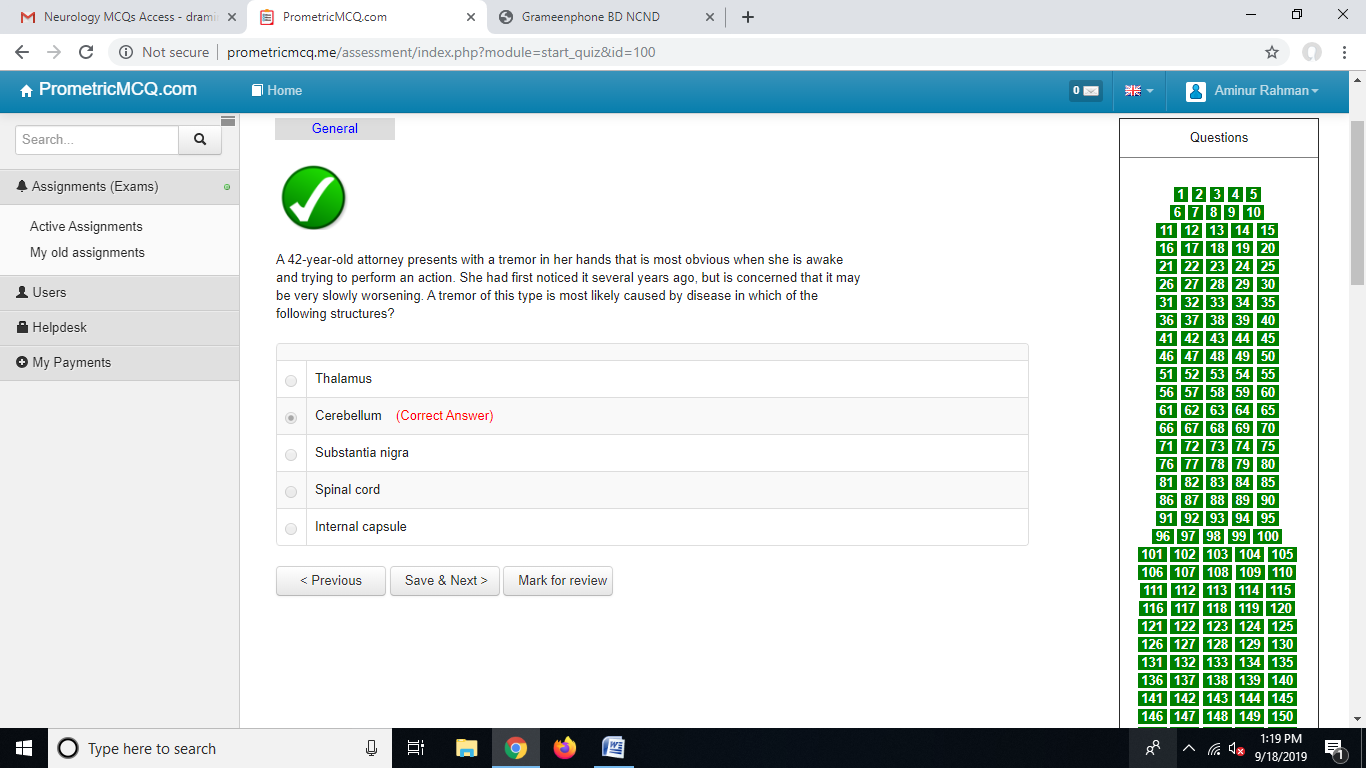 Neurology MCQs Access - drami
PrometricMCQ.com
Grameenphone BD NCND
Not secure | prometricmcq.me/assessment/index.php?module=start_quiz&id=100
PrometricMCQ.com
Home
0
Aminur Rahman
Search...
Assignments (Exams)
Active Assignments
My old assignments
Users
Helpdesk
My Payments
General
A 42-year-old attorney presents with a tremor in her hands that is most obvious when she is awake
and trying to perform an action. She had first noticed it several years ago, but is concerned that it may
be very slowly worsening. A tremor of this type is most likely caused by disease in which of the
following structures?
Thalamus
Cerebellum (Correct Answer)
Substantia nigra
Spinal cord
Internal capsule
< Previous
Save & Next >
Mark for review
Questions
1 2 3 4 5
6 7 8 9 10
11 12 13 14 15
16 17 18 19 20
21 22 23 24 25
26 27 28 29 30
31 32 33 34 35
36 37 38 39 40
41 42 43 44 45
46 47 48 49 50
51 52 53 54 55
56 57 58 59 60
61 62 63 64 65
66 67 68 69 70
71 72 73 74 75
76 77 78 79 80
81 82 83 84 85
86 87 88 89 90
91 92 93 94 95
96 97 98 99 100
101 102 103 104 105
106 107 108 109 110
111 112 113 114 115
116 117 118 119 120
121 122 123 124 125
126 127 128 129 130
131 132 133 134 135
136 137 138 139 140
141 142 143 144 145
146 147 148 149 150
Type here to search
1:19 PM
9/18/2019
1